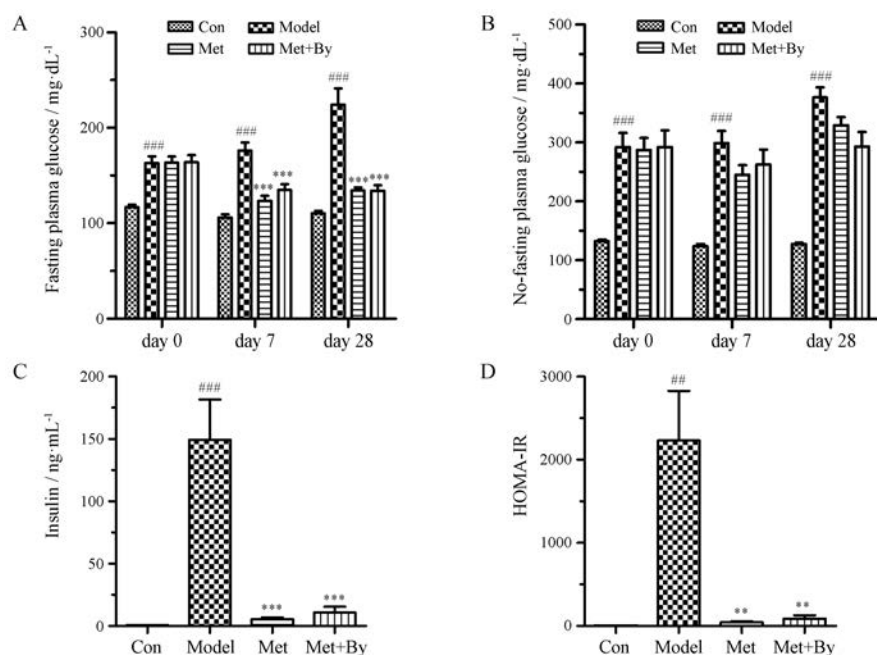 A
Con Model
Met Met+By
Fasting plasma glucose / mg·dL⁻¹
300
200
100
0
###
###
###
***
***
***
***
day 0 day 7 day 28
B
Con Model
Met Met+By
No-fasting plasma glucose / mg·dL⁻¹
500
400
300
200
100
0
###
###
###
day 0 day 7 day 28
C
Insulin / ng·mL⁻¹
200
150
100
50
0
###
***
***
Con Model Met Met+By
D
HOMA-IR
3000
2000
1000
0
##
**
**
Con Model Met Met+By